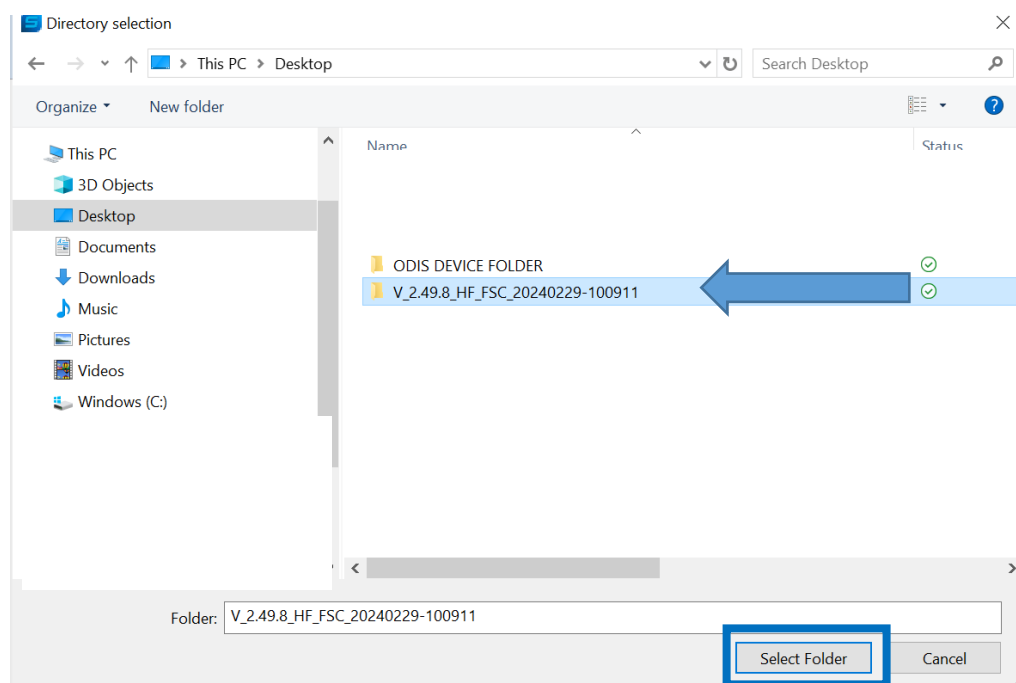 Directory selection
This PC > Desktop
Search Desktop
Organize
New folder
?
Name
Status
This PC
3D Objects
Desktop
Documents
Downloads
Music
Pictures
Videos
Windows (C:)
ODIS DEVICE FOLDER
V_2.49.8_HF_FSC_20240229-100911
Folder: V_2.49.8_HF_FSC_20240229-100911
Select Folder
Cancel